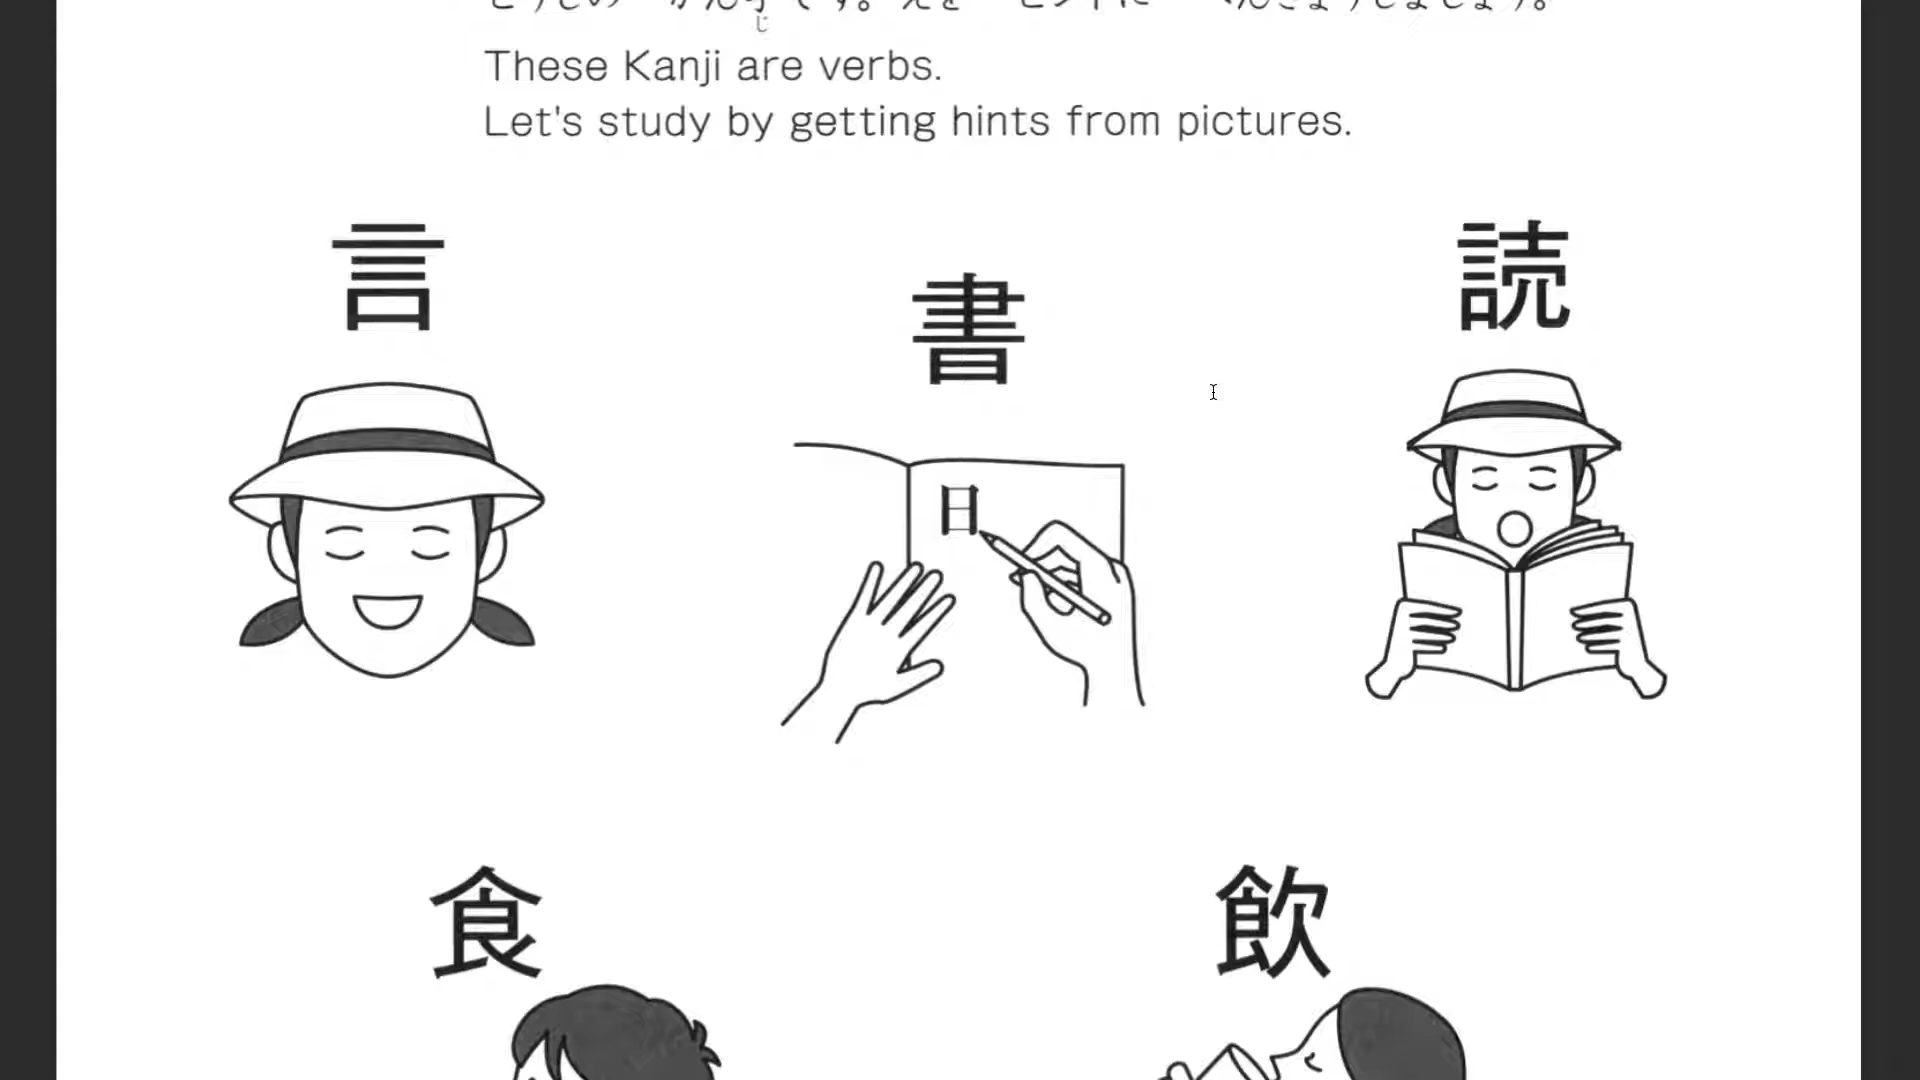 These Kanji are verbs.
Let's study by getting hints from pictures.
言
書
読
日
食
飲